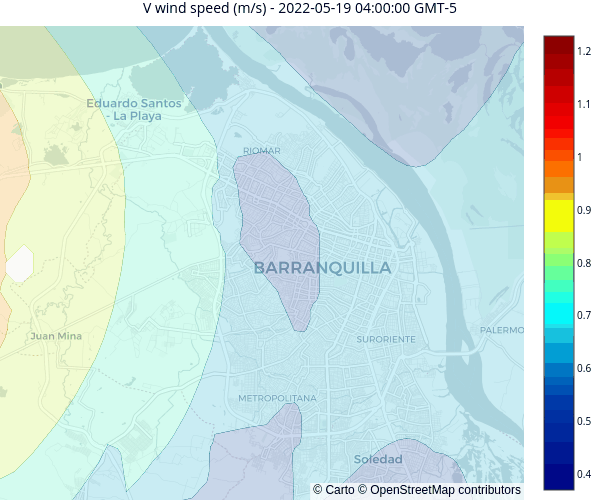 V wind speed (m/s) - 2022-05-19 04:00:00 GMT-5
1.2
1.1
1
0.9
0.8
0.7
0.6
0.5
0.4
Eduardo Santos
- La Playa
RIOMAR
BARRANQUILLA
Juan Mina
SURORIENTE
PALERMO
METROPOLITANA
Soledad
© Carto © OpenStreetMap contributors